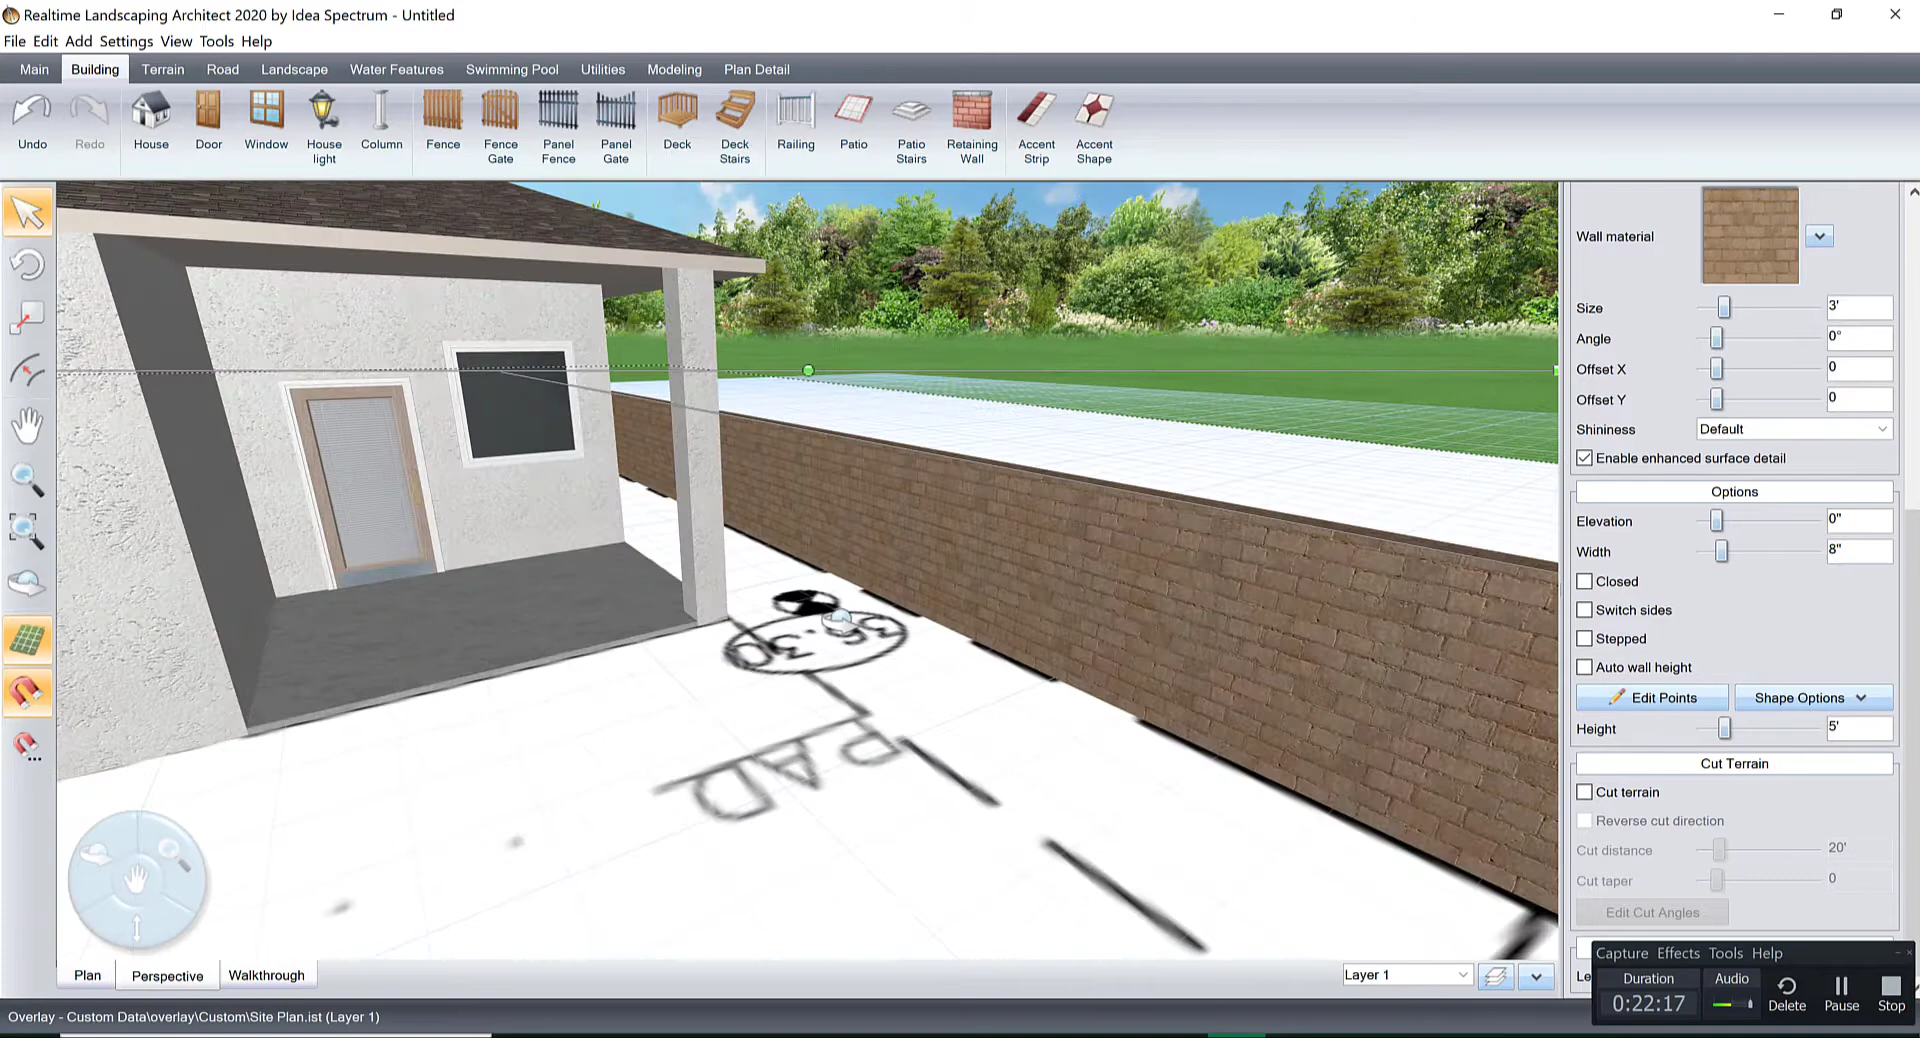 Realtime Landscaping Architect 2020 by Idea Spectrum - Untitled
File Edit Add Settings View Tools Help
Main Building Terrain Road Landscape Water Features Swimming Pool Utilities Modeling Plan Detail
Undo Redo House Door Window House light Column Fence Fence Gate Panel Fence Panel Gate Deck Deck Stairs Railing Patio Patio Stairs Retaining Wall Accent Strip Accent Shape
Wall material
Size 3'
Angle 0°
Offset X 0
Offset Y 0
Shininess Default
Enable enhanced surface detail
Options
Elevation 0"
Width 8"
Closed
Switch sides
Stepped
Auto wall height
Edit Points Shape Options
Height 5'
Cut Terrain
Cut terrain
Reverse cut direction
Cut distance 20'
Cut taper 0
Edit Cut Angles
PAD
Plan Perspective Walkthrough
Layer 1
Le
Capture Effects Tools Help
Duration Audio
0:22:17 Delete Pause Stop
Overlay - Custom Data\overlay\Custom\Site Plan.ist (Layer 1)